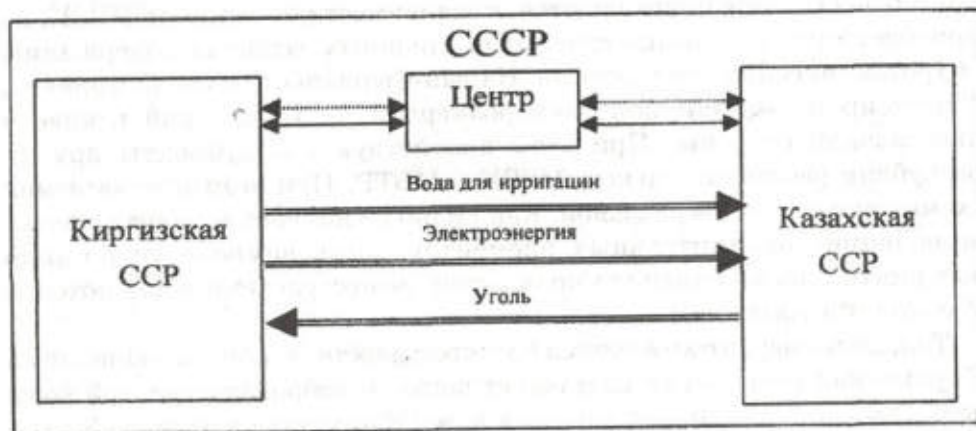 СССР
Центр
Вода для ирригации
Киргизская
ССР
Электроэнергия
Казахская
ССР
Уголь